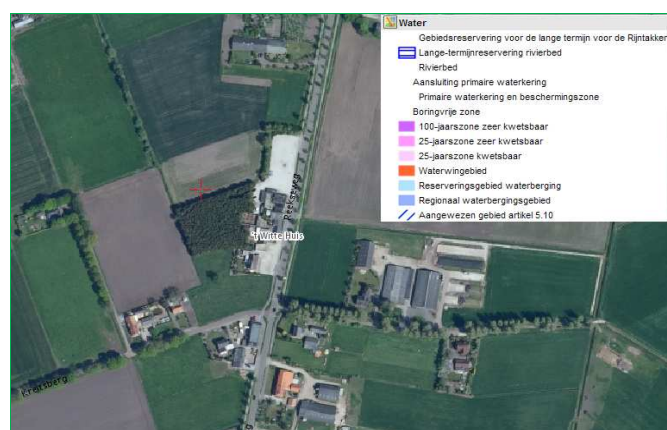 Water
Gebiedsreservering voor de lange termijn voor de Rijntakken
Lange-termijnreservering rivierbed
Rivierbed
Aansluiting primaire waterkering
Primaire waterkering en beschermingszone
Boringvrije zone
100-jaarszone zeer kwetsbaar
25-jaarszone zeer kwetsbaar
25-jaarszone kwetsbaar
Waterwingebied
Reserveringsgebied waterberging
Regionaal waterbergingsgebied
Aangewezen gebied artikel 5.10
Reekseweg
't Witte Huis
Kreitsberg